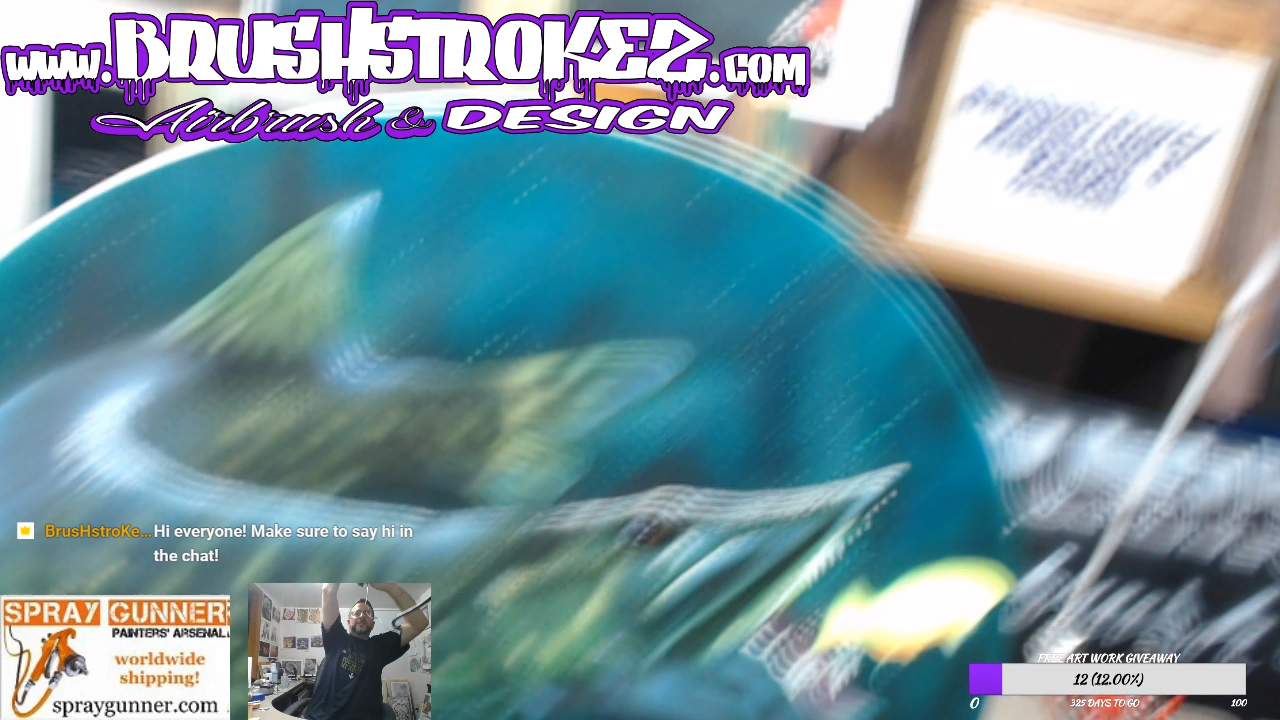 www.BRUSHSTROKEZ.COM
Airbrush & DESIGN
BrusHstroKe... Hi everyone! Make sure to say hi in
the chat!
SPRAY GUNNER
PAINTERS' ARSENAL
worldwide
shipping!
spraygunner.com
FREE ART WORK GIVEAWAY
12 (12.00%)
0 325 DAYS TO GO 100